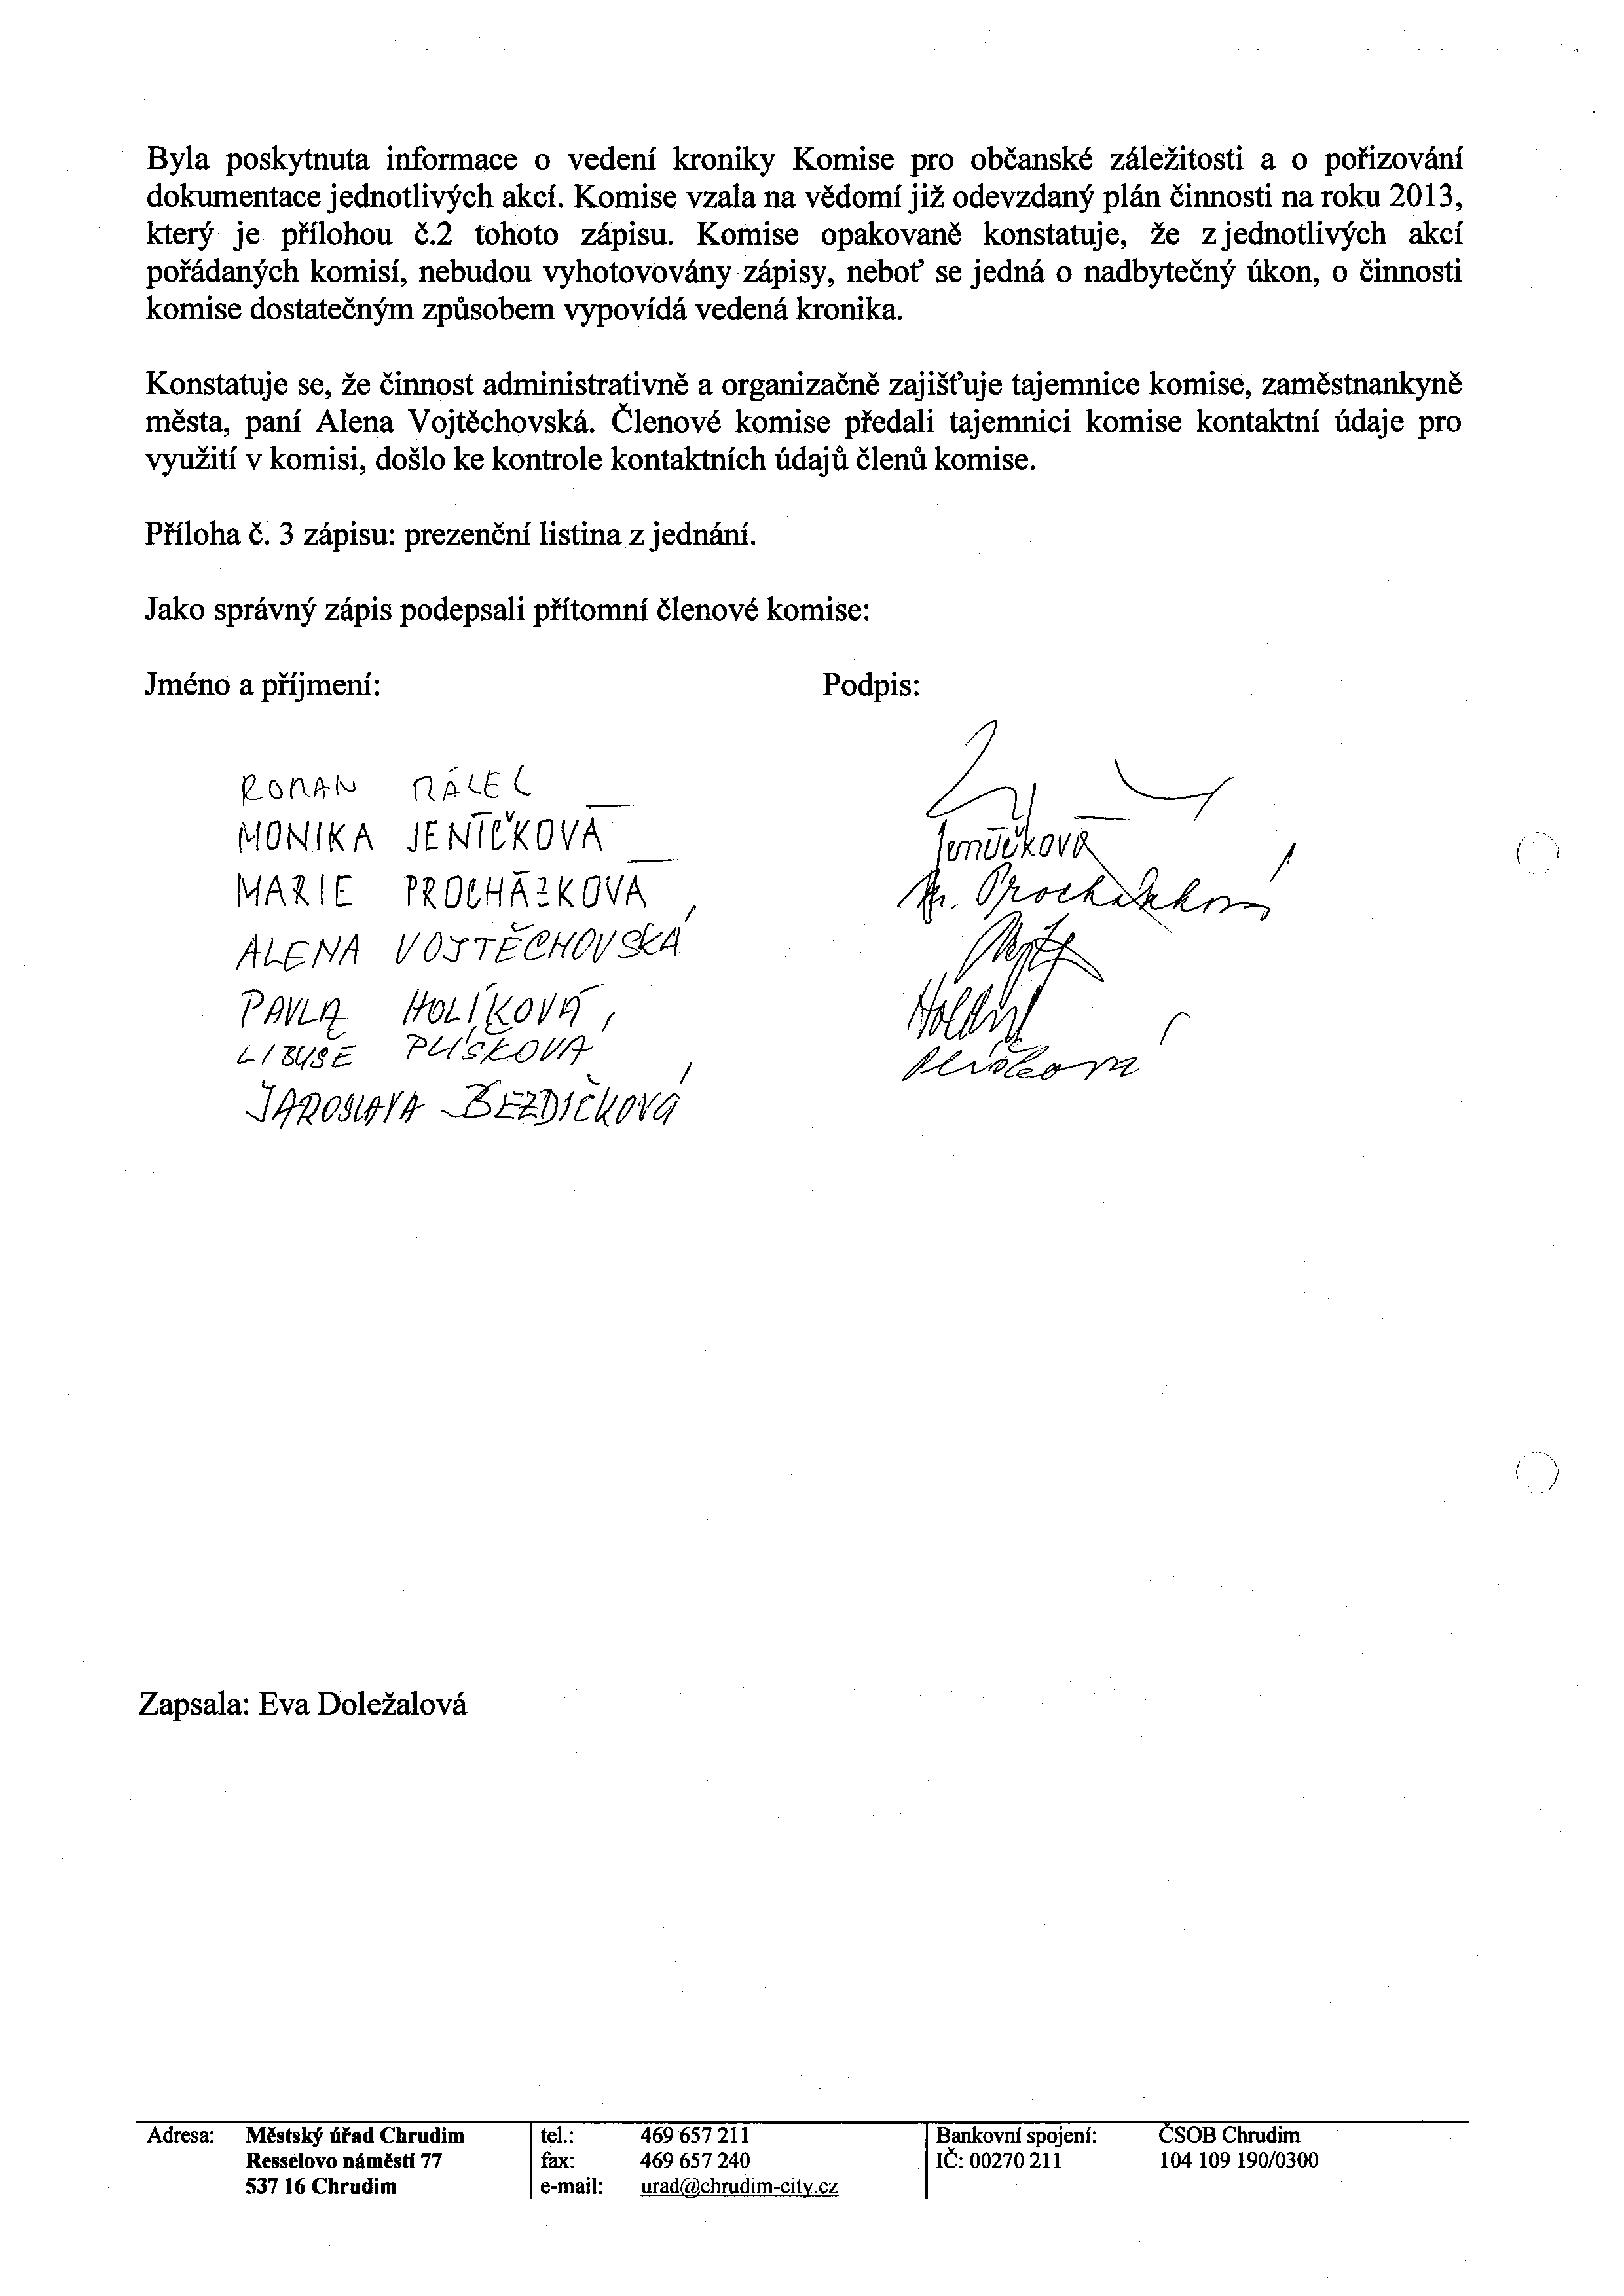 Byla poskytnuta informace o vedení kroniky Komise pro občanské záležitosti a o pořizování
dokumentace jednotlivých akcí. Komise vzala na vědomí již odevzdaný plán činnosti na roku 2013,
který je přílohou č.2 tohoto zápisu. Komise opakovaně konstatuje, že z jednotlivých akcí
pořádaných komisí, nebudou vyhotovovány zápisy, neboť se jedná o nadbytečný úkon, o činnosti
komise dostatečným způsobem vypovídá vedená kronika.
Konstatuje se, že činnost administrativně a organizačně zajišťuje tajemnice komise, zaměstnankyně
města, paní Alena Vojtěchovská. Členové komise předali tajemnici komise kontaktní údaje pro
využití v komisi, došlo ke kontrole kontaktních údajů členů komise.
Příloha č. 3 zápisu: prezenční listina z jednání.
Jako správný zápis podepsali přítomní členové komise:
Jméno a příjmení: Podpis:
ROMAN MÁLEL
MONIKA JENÍČKOVÁ Jeníčková
MARIE PROCHÁZKOVÁ M. Procházková
ALENA VOJTĚCHOVSKÁ
PAVLA HOLÍKOVÁ
LIBUŠE PLÍŠKOVÁ Plíšková
JAROSLAVA BEZDÍČKOVÁ
Zapsala: Eva Doležalová
Adresa: Městský úřad Chrudim tel.: 469 657 211 Bankovní spojení: ČSOB Chrudim
Resselovo náměstí 77 fax: 469 657 240 IČ: 00270 211 104 109 190/0300
537 16 Chrudim e-mail: urad@chrudim-city.cz